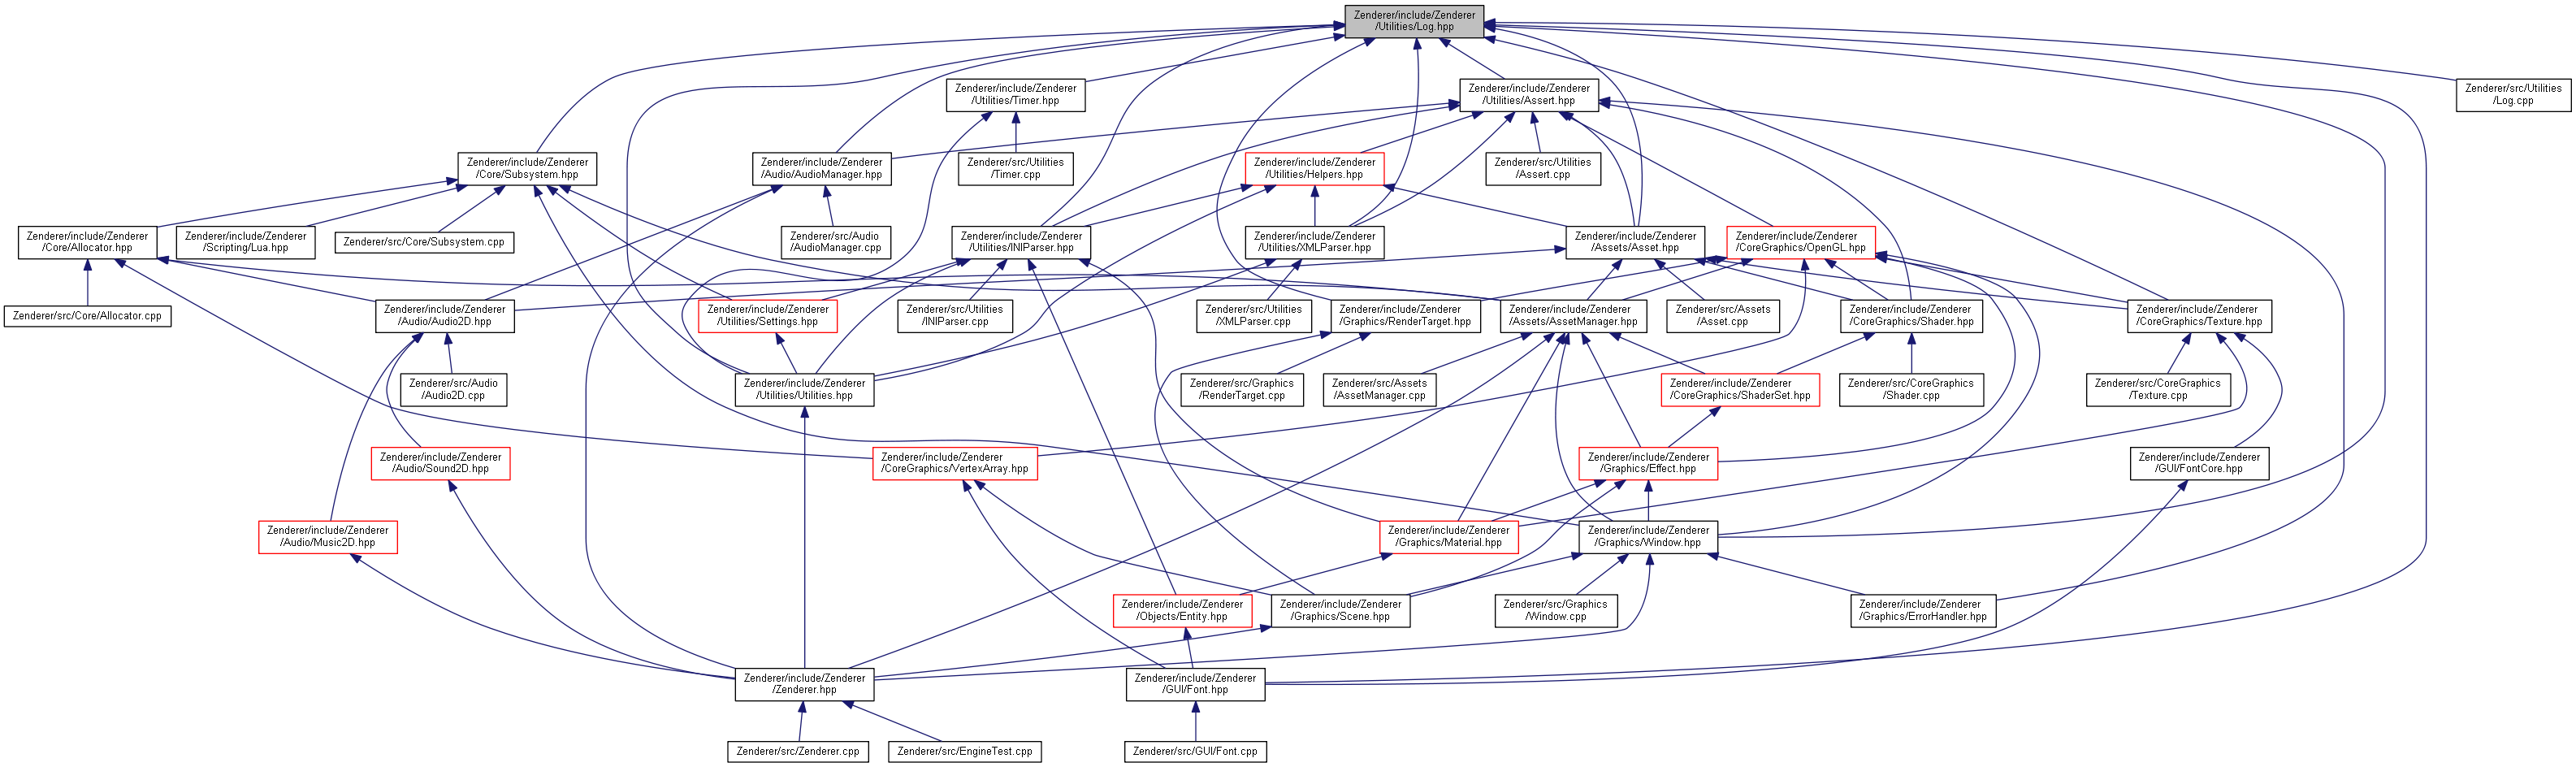 Zenderer/include/Zenderer
/Utilities/Log.hpp
Zenderer/include/Zenderer
/Utilities/Timer.hpp
Zenderer/include/Zenderer
/Utilities/Assert.hpp
Zenderer/src/Utilities
/Log.cpp
Zenderer/include/Zenderer
/Core/Subsystem.hpp
Zenderer/include/Zenderer
/Audio/AudioManager.hpp
Zenderer/src/Utilities
/Timer.cpp
Zenderer/include/Zenderer
/Utilities/Helpers.hpp
Zenderer/src/Utilities
/Assert.cpp
Zenderer/include/Zenderer
/Core/Allocator.hpp
Zenderer/include/Zenderer
/Scripting/Lua.hpp
Zenderer/src/Core/Subsystem.cpp
Zenderer/src/Audio
/AudioManager.cpp
Zenderer/include/Zenderer
/Utilities/INIParser.hpp
Zenderer/include/Zenderer
/Utilities/XMLParser.hpp
Zenderer/include/Zenderer
/Assets/Asset.hpp
Zenderer/include/Zenderer
/CoreGraphics/OpenGL.hpp
Zenderer/src/Core/Allocator.cpp
Zenderer/include/Zenderer
/Audio/Audio2D.hpp
Zenderer/include/Zenderer
/Utilities/Settings.hpp
Zenderer/src/Utilities
/INIParser.cpp
Zenderer/src/Utilities
/XMLParser.cpp
Zenderer/include/Zenderer
/Graphics/RenderTarget.hpp
Zenderer/include/Zenderer
/Assets/AssetManager.hpp
Zenderer/src/Assets
/Asset.cpp
Zenderer/include/Zenderer
/CoreGraphics/Shader.hpp
Zenderer/include/Zenderer
/CoreGraphics/Texture.hpp
Zenderer/src/Audio
/Audio2D.cpp
Zenderer/include/Zenderer
/Utilities/Utilities.hpp
Zenderer/src/Graphics
/RenderTarget.cpp
Zenderer/src/Assets
/AssetManager.cpp
Zenderer/include/Zenderer
/CoreGraphics/ShaderSet.hpp
Zenderer/src/CoreGraphics
/Shader.cpp
Zenderer/src/CoreGraphics
/Texture.cpp
Zenderer/include/Zenderer
/Audio/Sound2D.hpp
Zenderer/include/Zenderer
/CoreGraphics/VertexArray.hpp
Zenderer/include/Zenderer
/Graphics/Effect.hpp
Zenderer/include/Zenderer
/GUI/FontCore.hpp
Zenderer/include/Zenderer
/Audio/Music2D.hpp
Zenderer/include/Zenderer
/Graphics/Material.hpp
Zenderer/include/Zenderer
/Graphics/Window.hpp
Zenderer/include/Zenderer
/Objects/Entity.hpp
Zenderer/include/Zenderer
/Graphics/Scene.hpp
Zenderer/src/Graphics
/Window.cpp
Zenderer/include/Zenderer
/Graphics/ErrorHandler.hpp
Zenderer/include/Zenderer
/Zenderer.hpp
Zenderer/include/Zenderer
/GUI/Font.hpp
Zenderer/src/Zenderer.cpp
Zenderer/src/EngineTest.cpp
Zenderer/src/GUI/Font.cpp